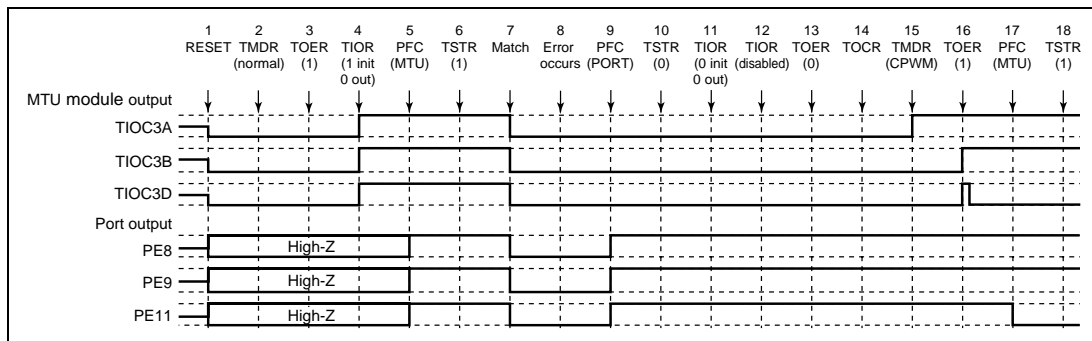 1 2 3 4 5 6 7 8 9 10 11 12 13 14 15 16 17 18
RESET TMDR TOER TIOR PFC TSTR Match Error PFC TSTR TIOR TIOR TOER TOCR TMDR TOER PFC TSTR
(normal) (1) (1 init (MTU) (1) occurs (PORT) (0) (0 init (disabled) (0) (CPWM) (1) (MTU) (1)
0 out) 0 out)
MTU module output
TIOC3A
TIOC3B
TIOC3D
Port output
PE8 High-Z
PE9 High-Z
PE11 High-Z